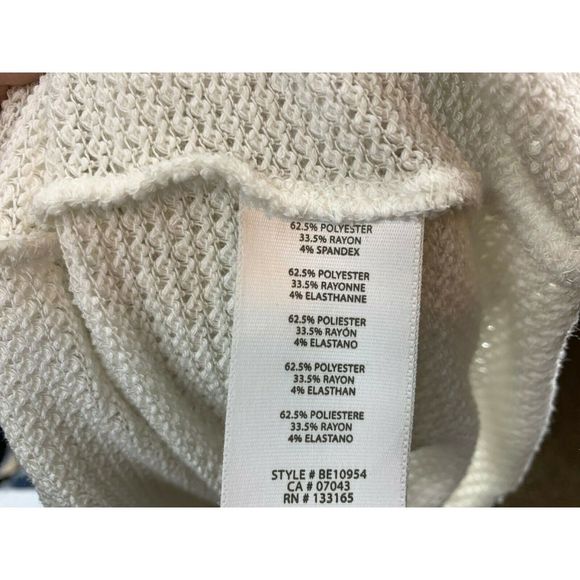 62.5% POLYESTER
33.5% RAYON
4% SPANDEX
62.5% POLYESTER
33.5% RAYONNE
4% ELASTHANNE
62.5% POLIESTER
33.5% RAYÓN
4% ELASTANO
62.5% POLYESTER
33.5% RAYON
4% ELASTHAN
62.5% POLIESTERE
33.5% RAYON
4% ELASTANO
STYLE # BE10954
CA # 07043
RN # 133165